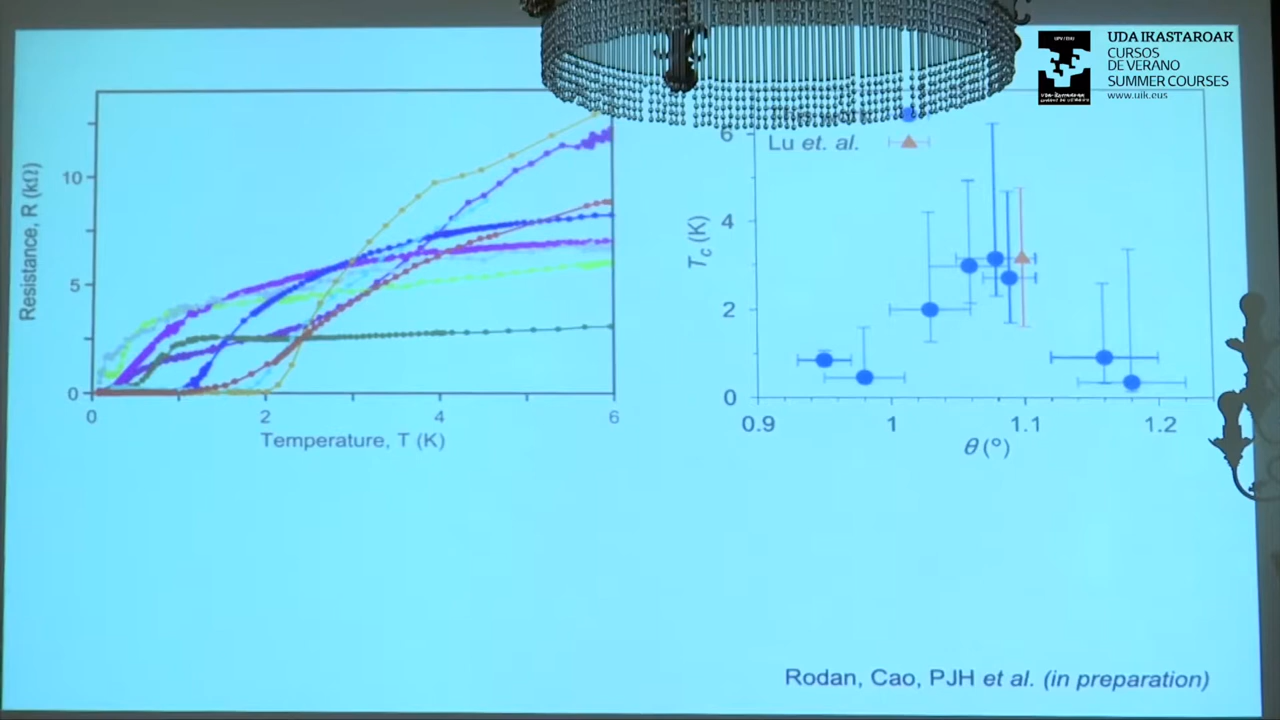 UDA IKASTAROAK
CURSOS
DE VERANO
SUMMER COURSES
www.uik.eus
Resistance, R (kΩ)
10
5
0
0
2
4
6
Temperature, T (K)
Lu et. al.
Tc (K)
6
4
2
0
0.9
1
1.1
1.2
θ (°)
Rodan, Cao, PJH et al. (in preparation)